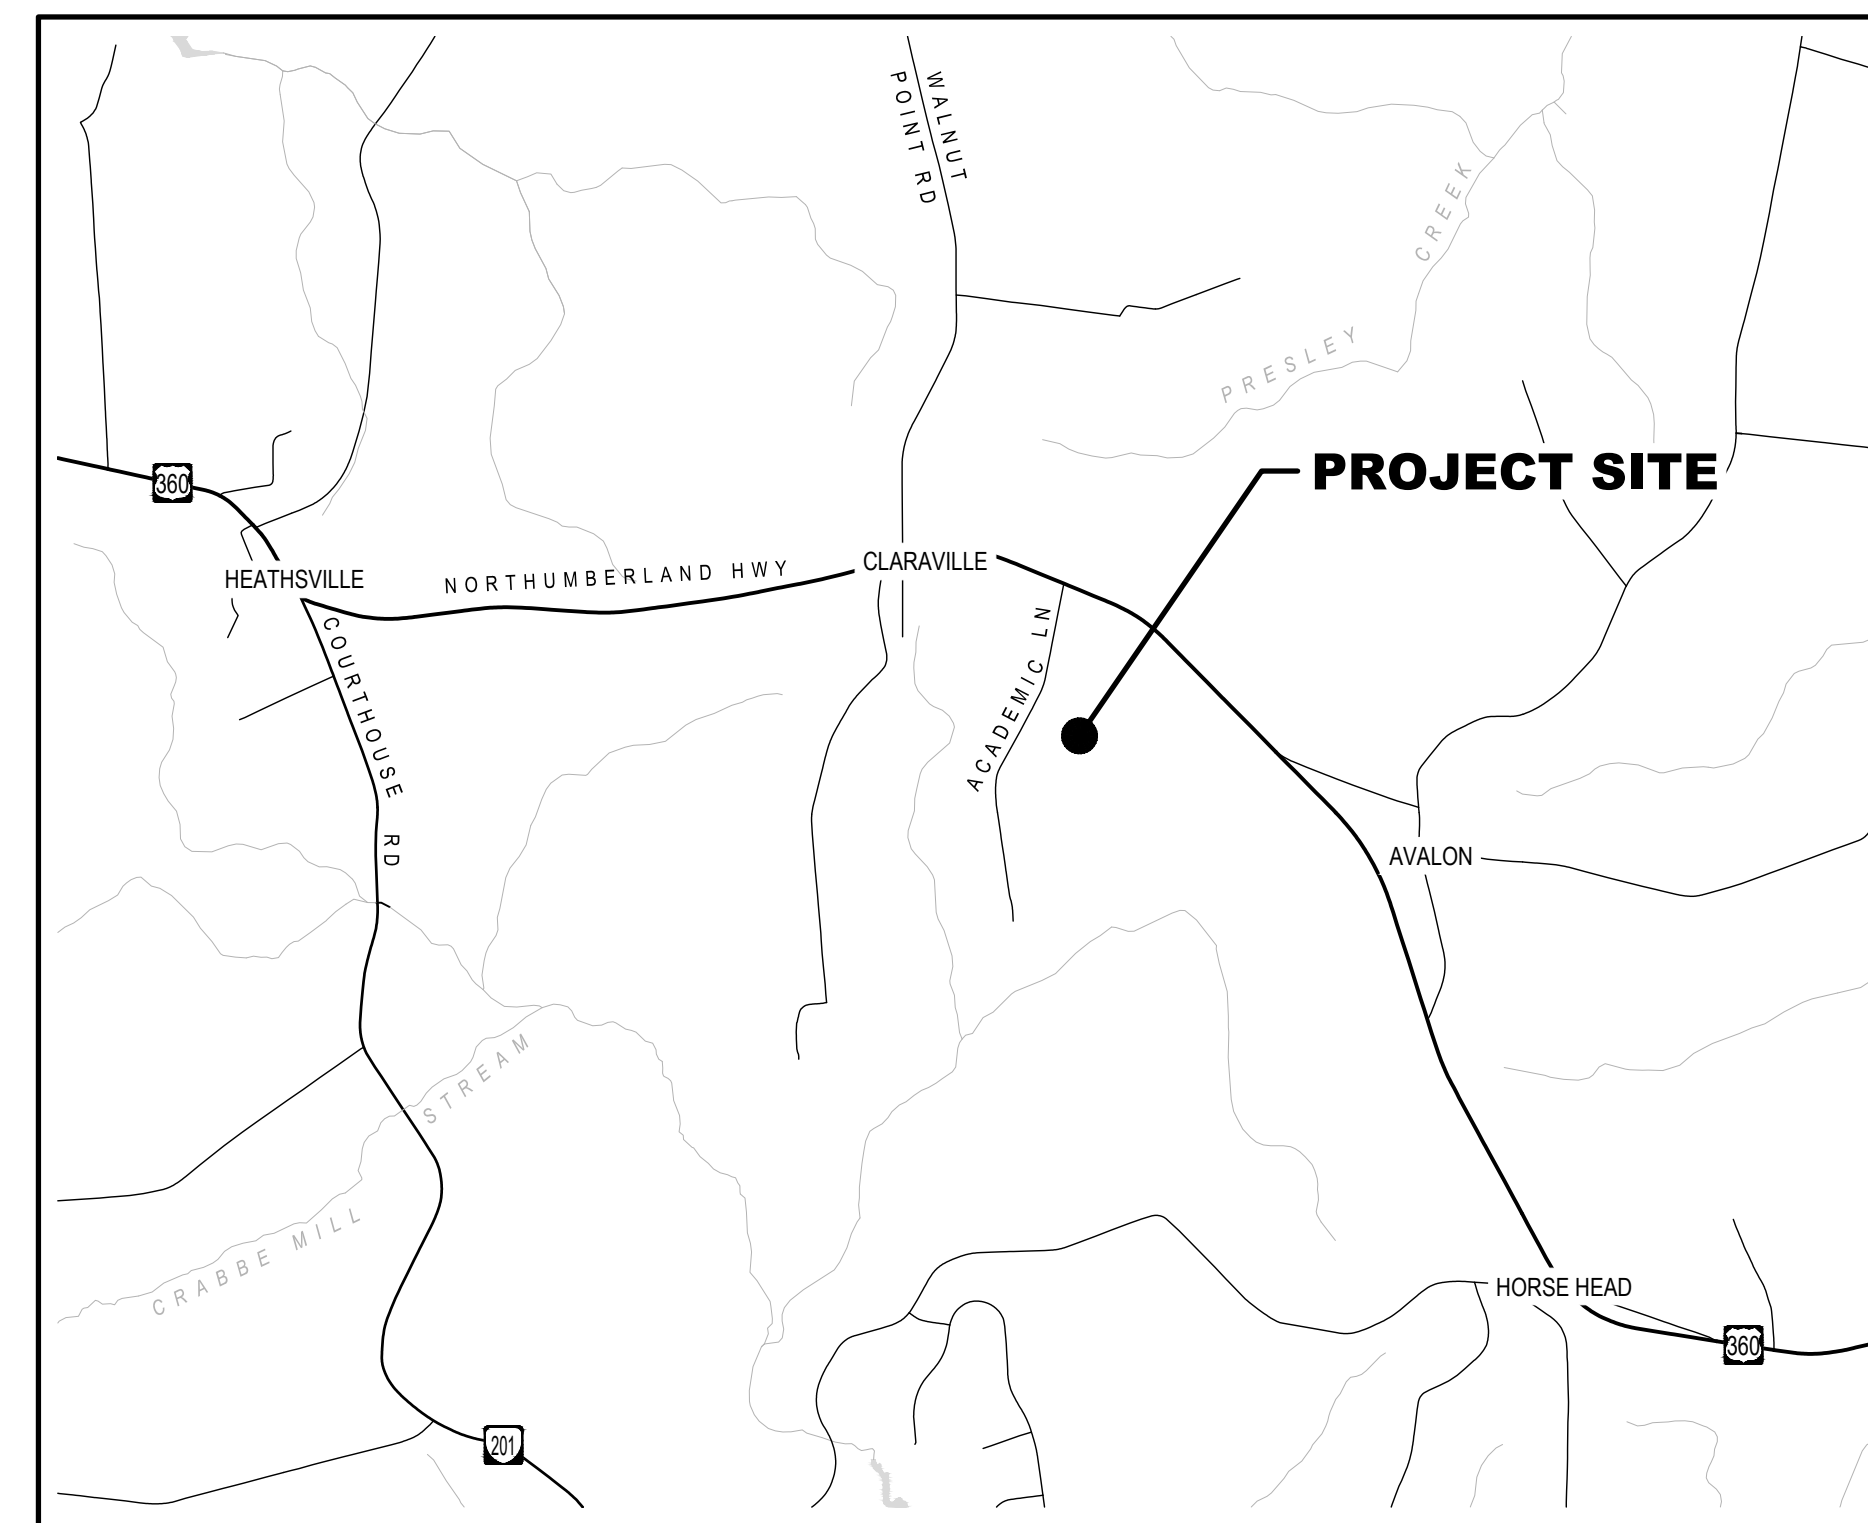 WALNUT
POINT RD
CREEK
PRESLEY
PROJECT SITE
360
CLARAVILLE
HEATHSVILLE
NORTHUMBERLAND HWY
COURTHOUSE RD
ACADEMIC LN
AVALON
STREAM
CRABBE MILL
HORSE HEAD
360
201